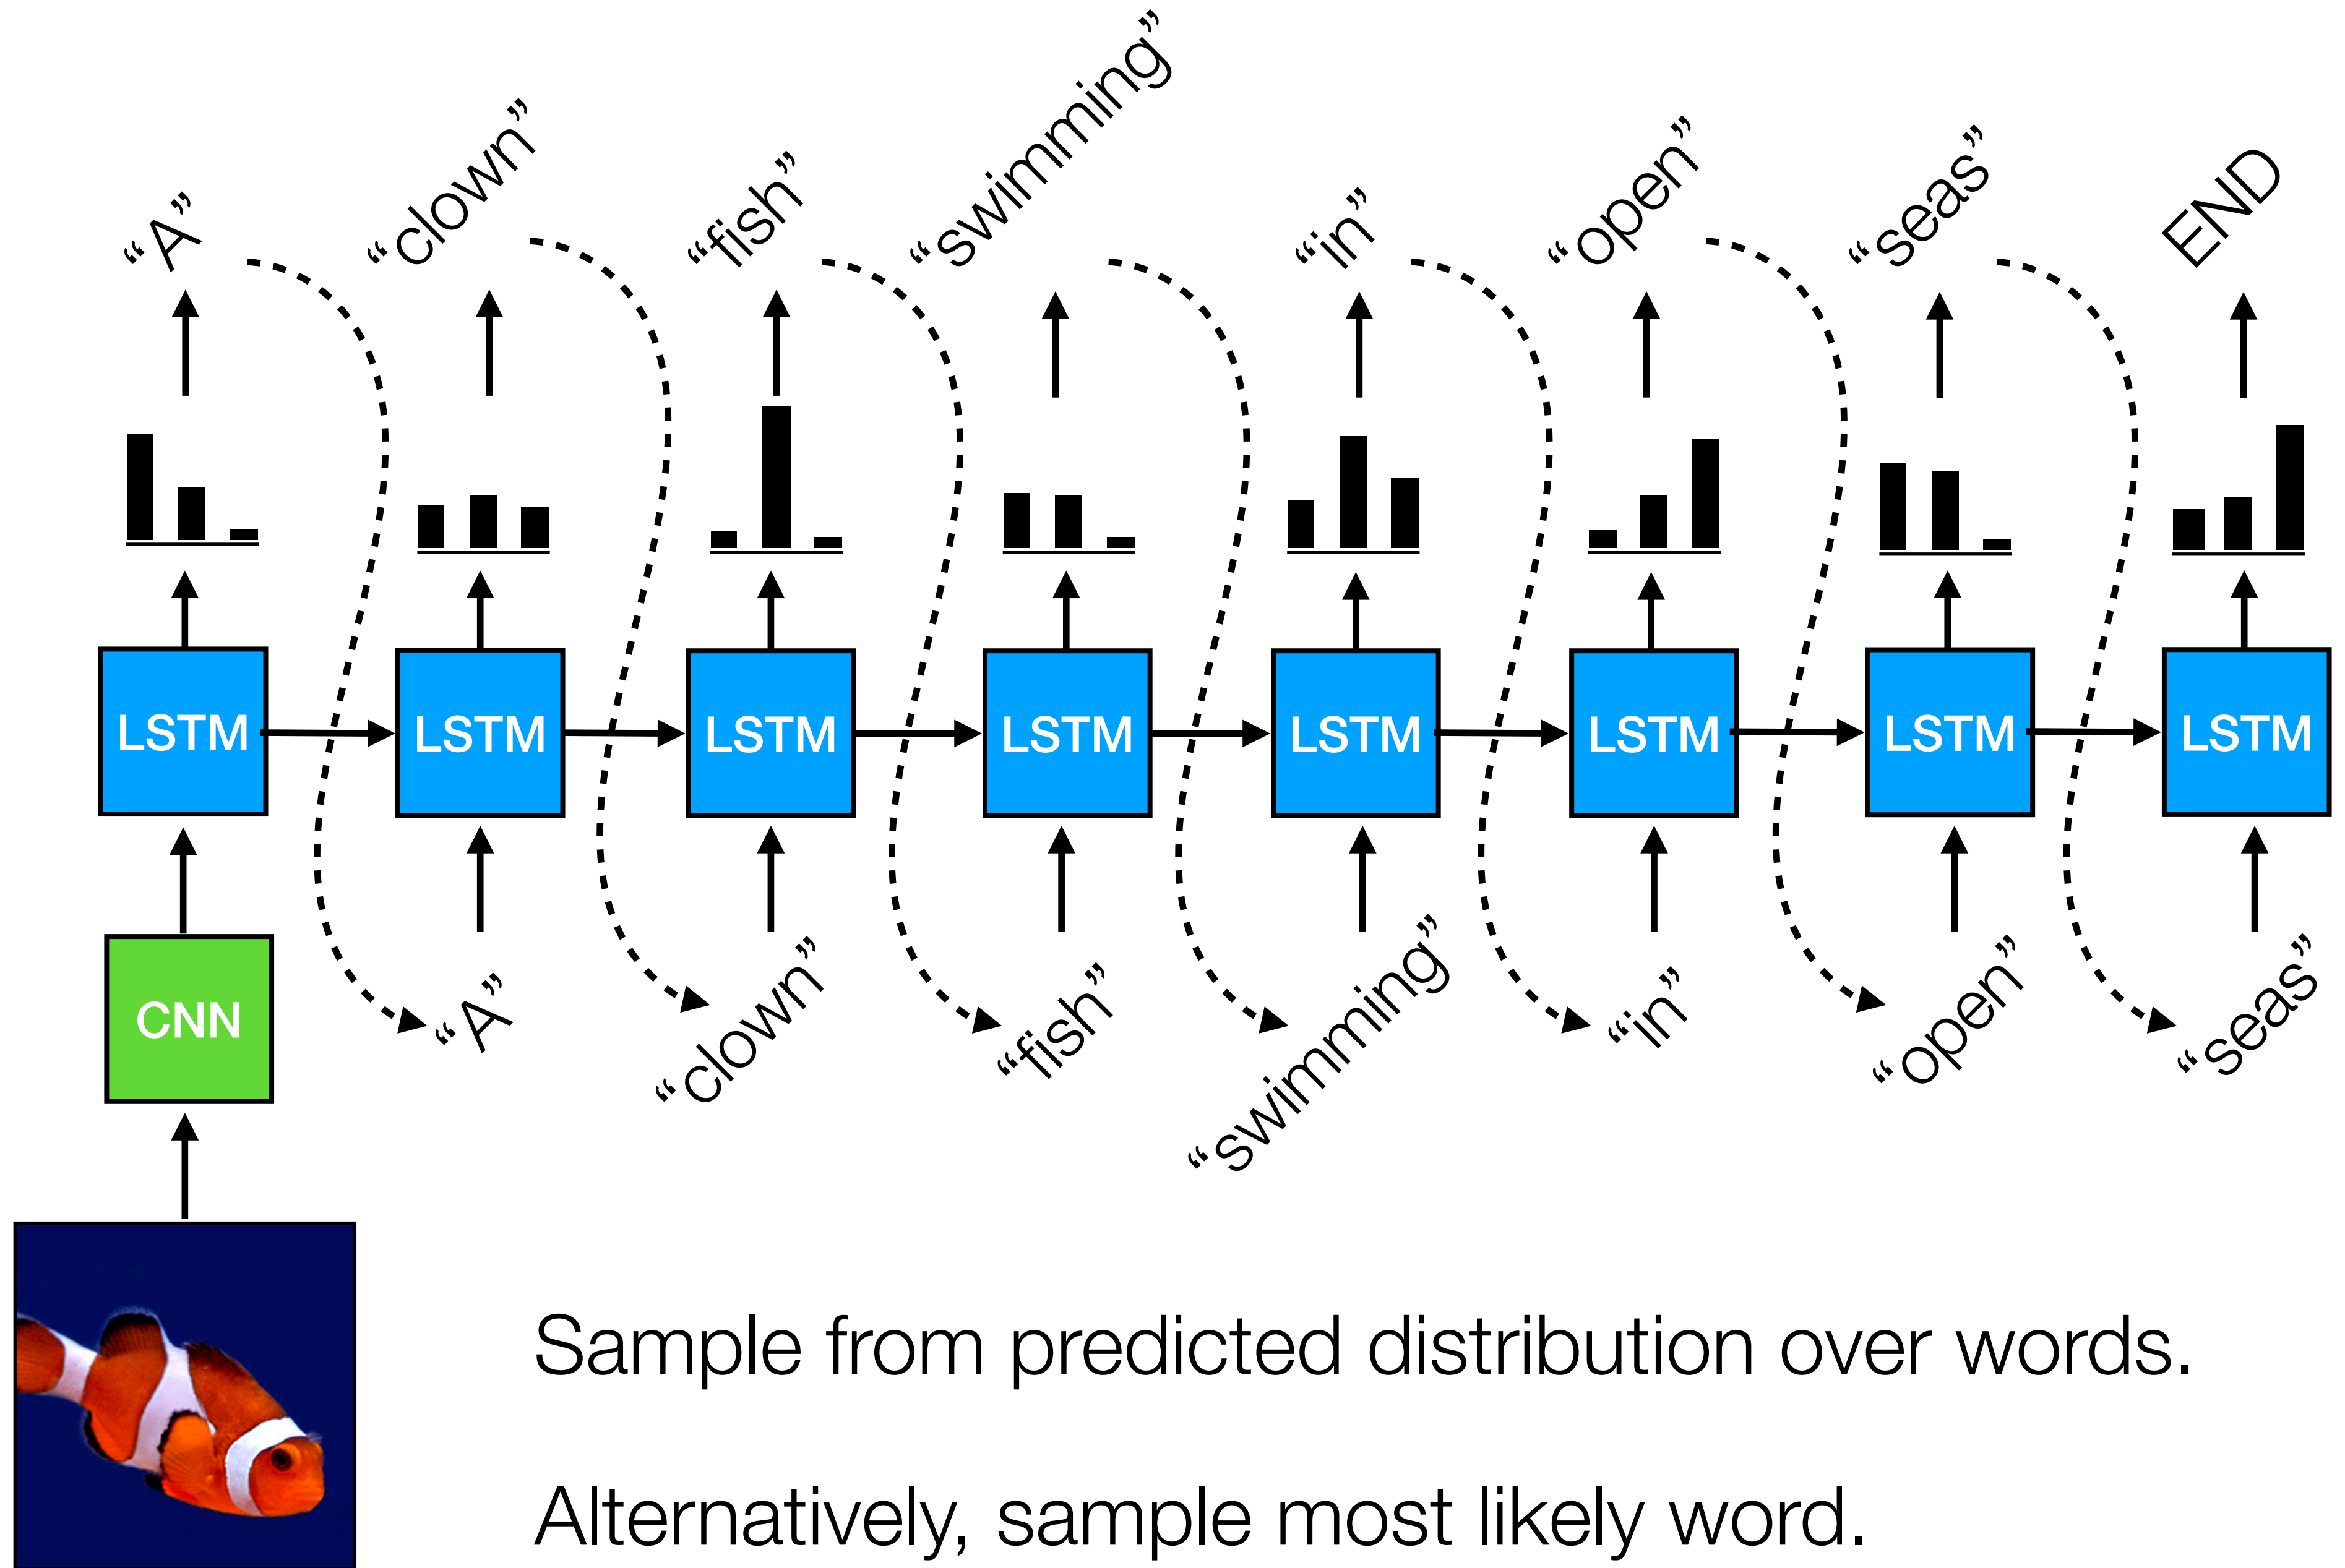 “A” “clown” “fish” “swimming” “in” “open” “seas” END
LSTM LSTM LSTM LSTM LSTM LSTM LSTM LSTM
CNN
“A” “clown” “fish” “swimming” “in” “open” “seas”
Sample from predicted distribution over words.
Alternatively, sample most likely word.